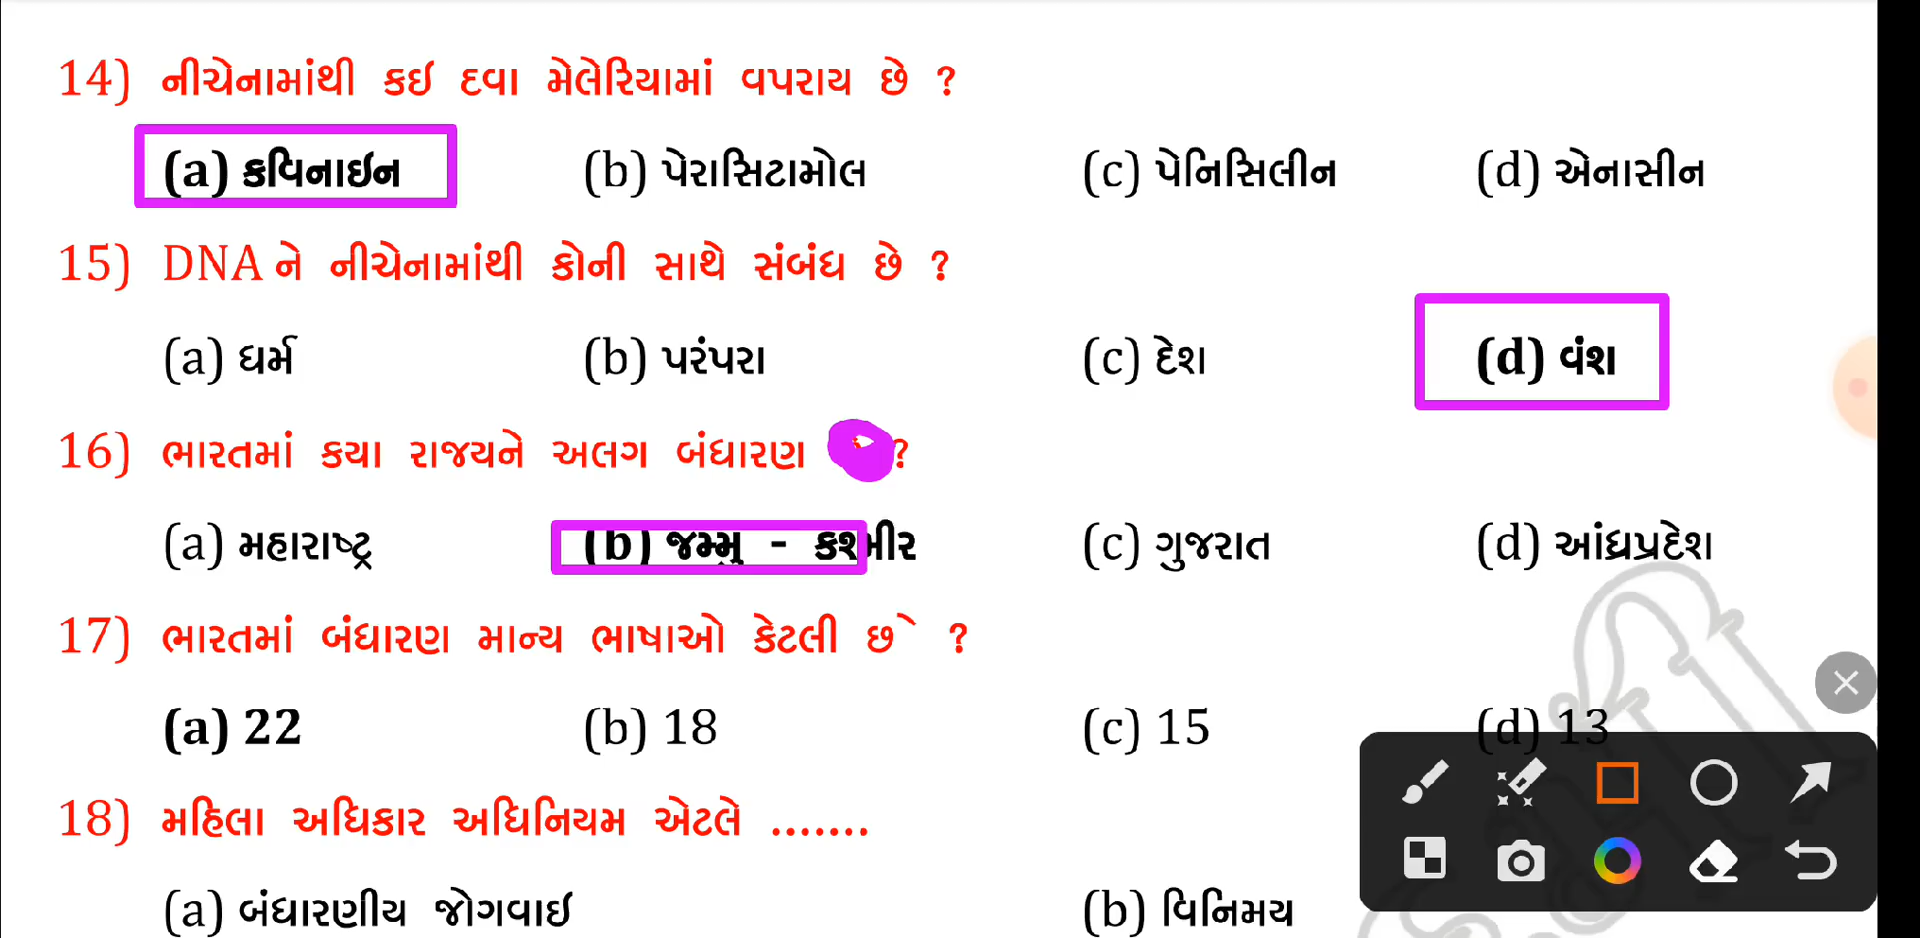 14) નીચેનામાંથી કઈ દવા મેલેરિયામાં વપરાય છે ?
(a) કવિનાઇન (b) પેરાસિટામોલ (c) પેનિસિલીન (d) એનાસીન
15) DNA ને નીચેનામાંથી કોની સાથે સંબંધ છે ?
(a) ધર્મ (b) પરંપરા (c) દેશ (d) વંશ
16) ભારતમાં કયા રાજ્યને અલગ બંધારણ ?
(a) મહારાષ્ટ્ર (b) જમ્મુ - કશ્મીર (c) ગુજરાત (d) આંધ્રપ્રદેશ
17) ભારતમાં બંધારણ માન્ય ભાષાઓ કેટલી છે ?
(a) 22 (b) 18 (c) 15 (d) 13
18) મહિલા અધિકાર અધિનિયમ એટલે .......
(a) બંધારણીય જોગવાઈ (b) વિનિમય